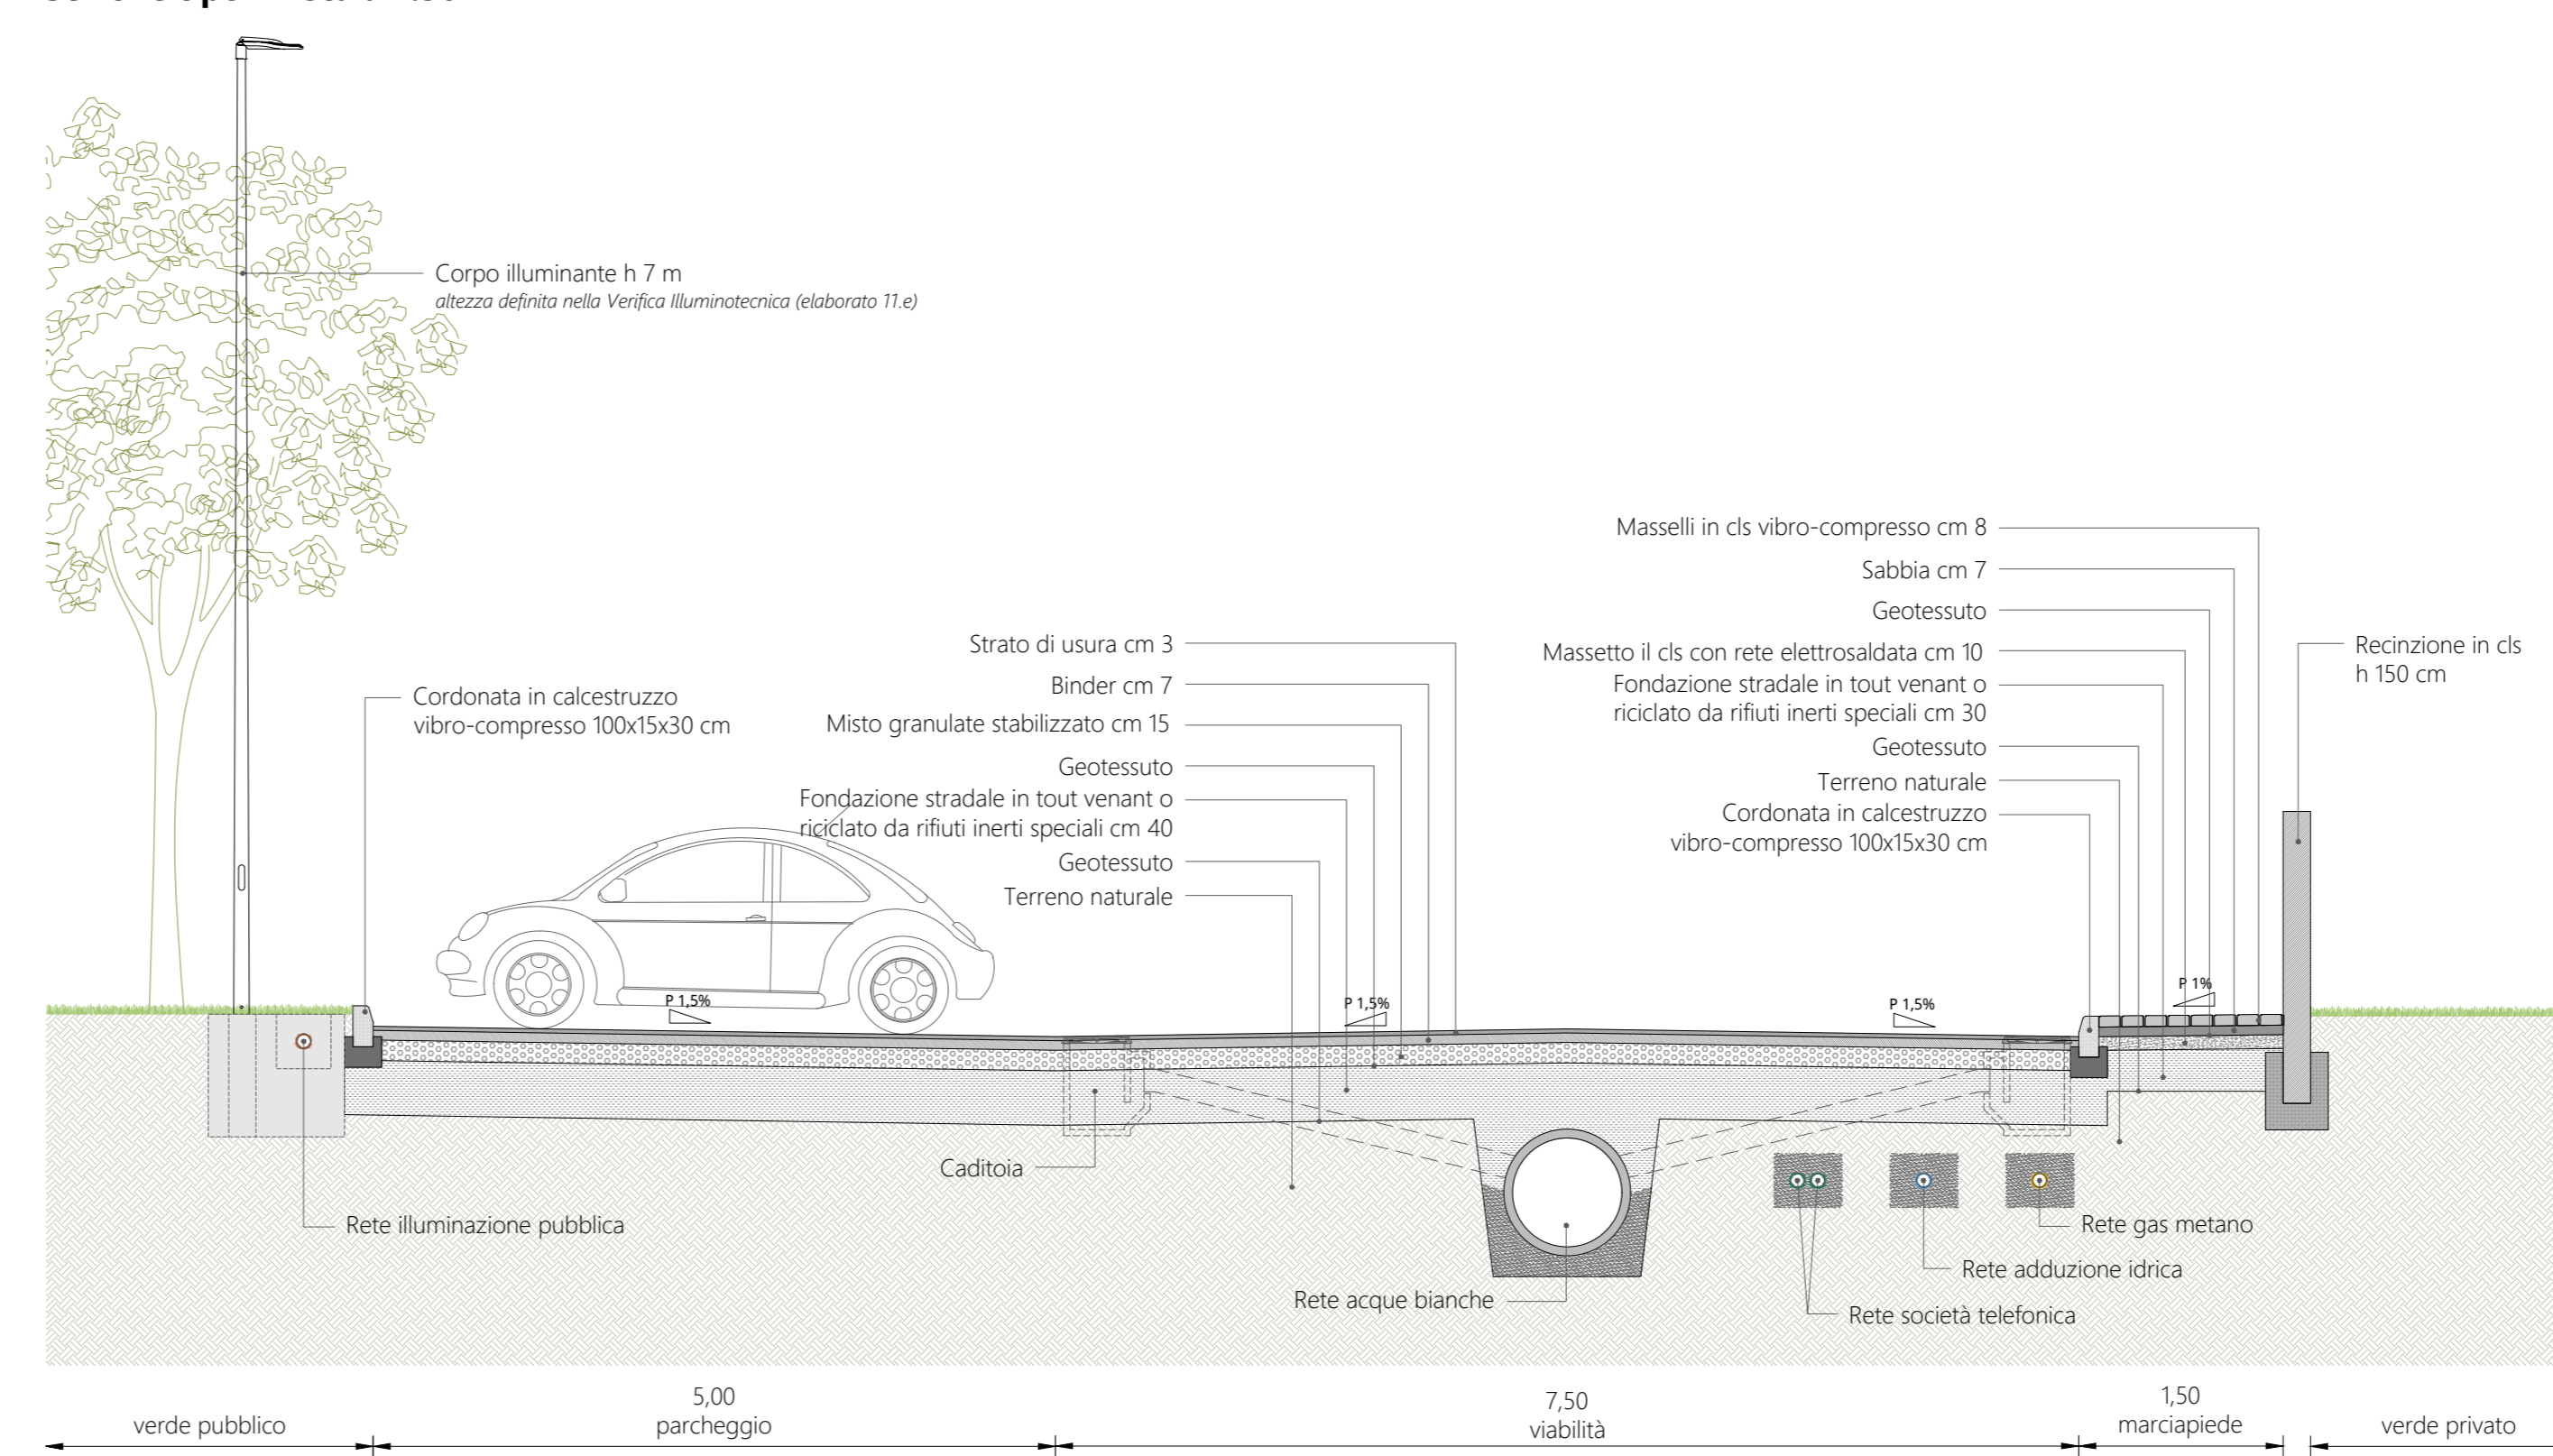 Corpo illuminante h 7 m
altezza definita nella Verifica Illuminotecnica (elaborato 11.e)
Masselli in cls vibro-compresso cm 8
Sabbia cm 7
Geotessuto
Massetto il cls con rete elettrosaldata cm 10
Fondazione stradale in tout venant o
riciclato da rifiuti inerti speciali cm 30
Geotessuto
Terreno naturale
Cordonata in calcestruzzo
vibro-compresso 100x15x30 cm
Recinzione in cls
h 150 cm
Strato di usura cm 3
Binder cm 7
Misto granulate stabilizzato cm 15
Geotessuto
Fondazione stradale in tout venant o
riciclato da rifiuti inerti speciali cm 40
Geotessuto
Terreno naturale
Cordonata in calcestruzzo
vibro-compresso 100x15x30 cm
P 1,5%
P 1,5%
P 1,5%
P 1%
Caditoia
Rete illuminazione pubblica
Rete acque bianche
Rete gas metano
Rete adduzione idrica
Rete società telefonica
verde pubblico
5,00
parcheggio
7,50
viabilità
1,50
marciapiede
verde privato